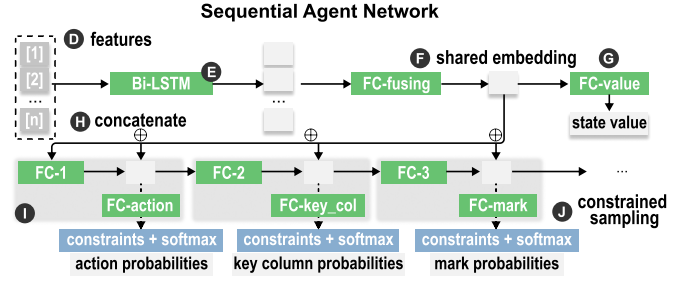 Sequential Agent Network
D features
[1]
[2]
...
[n]
Bi-LSTM
E
...
FC-fusing
F shared embedding
G
FC-value
state value
H concatenate
FC-1
FC-2
FC-3
...
I
FC-action
FC-key_col
FC-mark
J constrained
sampling
constraints + softmax
constraints + softmax
constraints + softmax
action probabilities
key column probabilities
mark probabilities